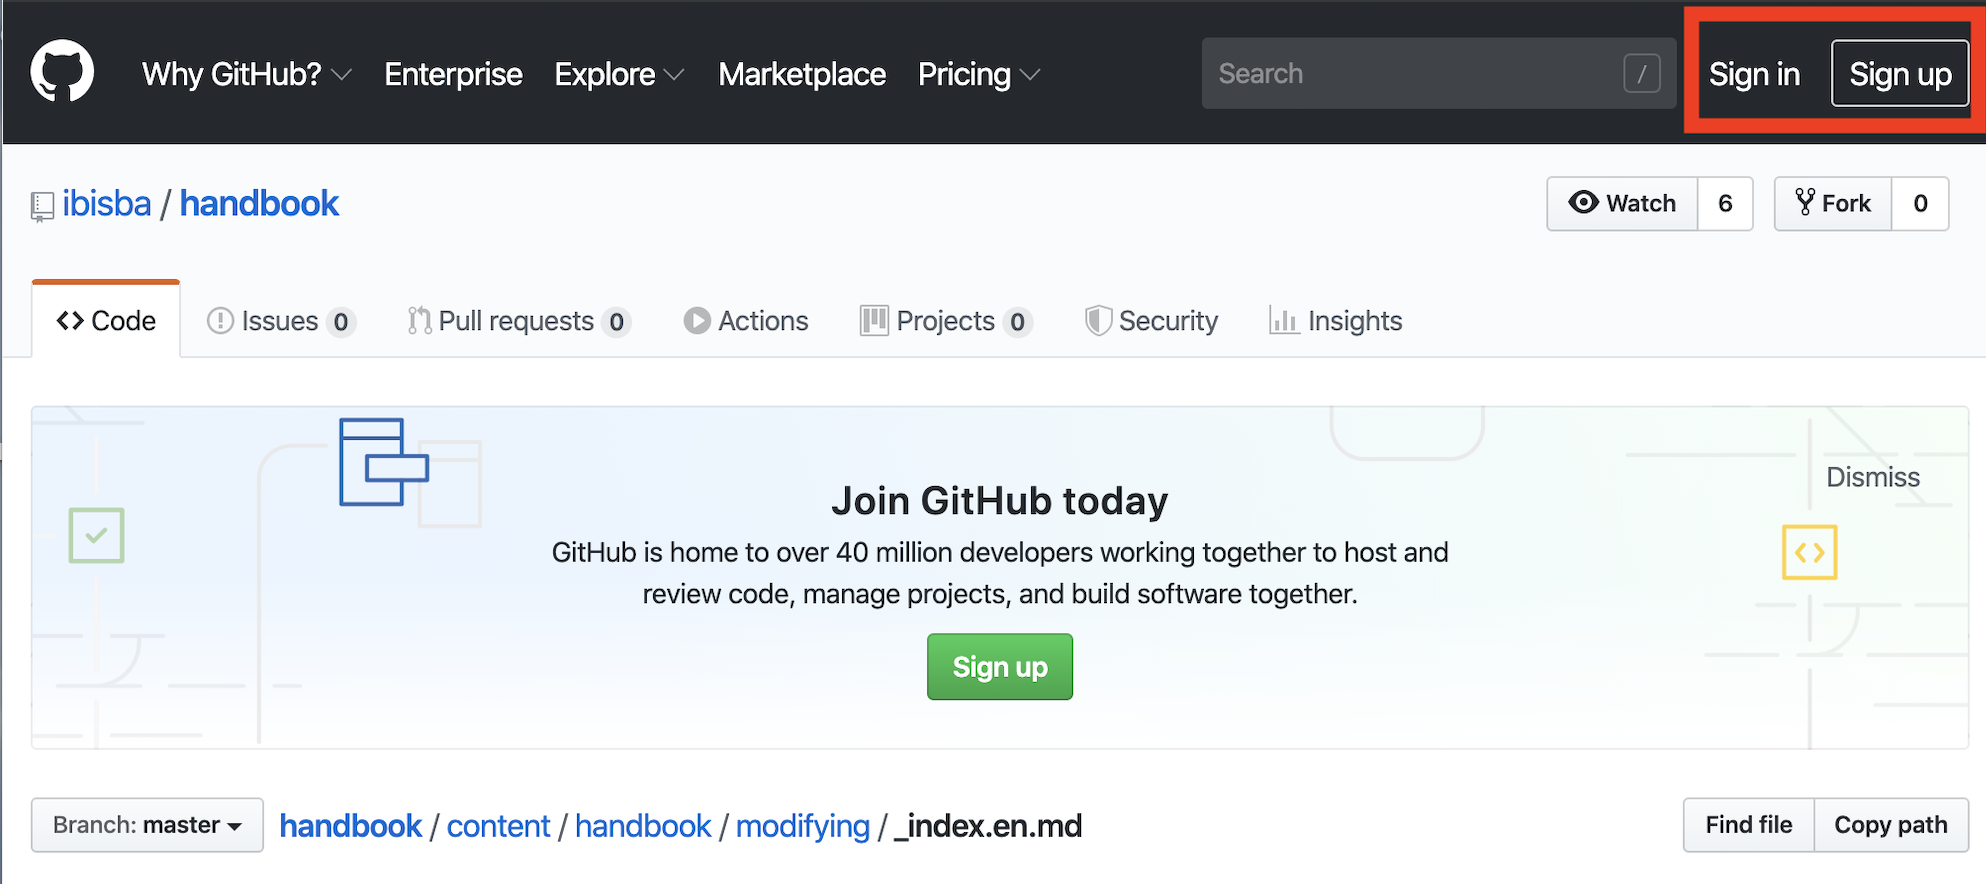 Why GitHub? Enterprise Explore Marketplace Pricing Search / Sign in Sign up
ibisba / handbook Watch 6 Fork 0
<> Code Issues 0 Pull requests 0 Actions Projects 0 Security Insights
Dismiss
Join GitHub today
GitHub is home to over 40 million developers working together to host and
review code, manage projects, and build software together.
Sign up
Branch: master handbook / content / handbook / modifying / _index.en.md Find file Copy path